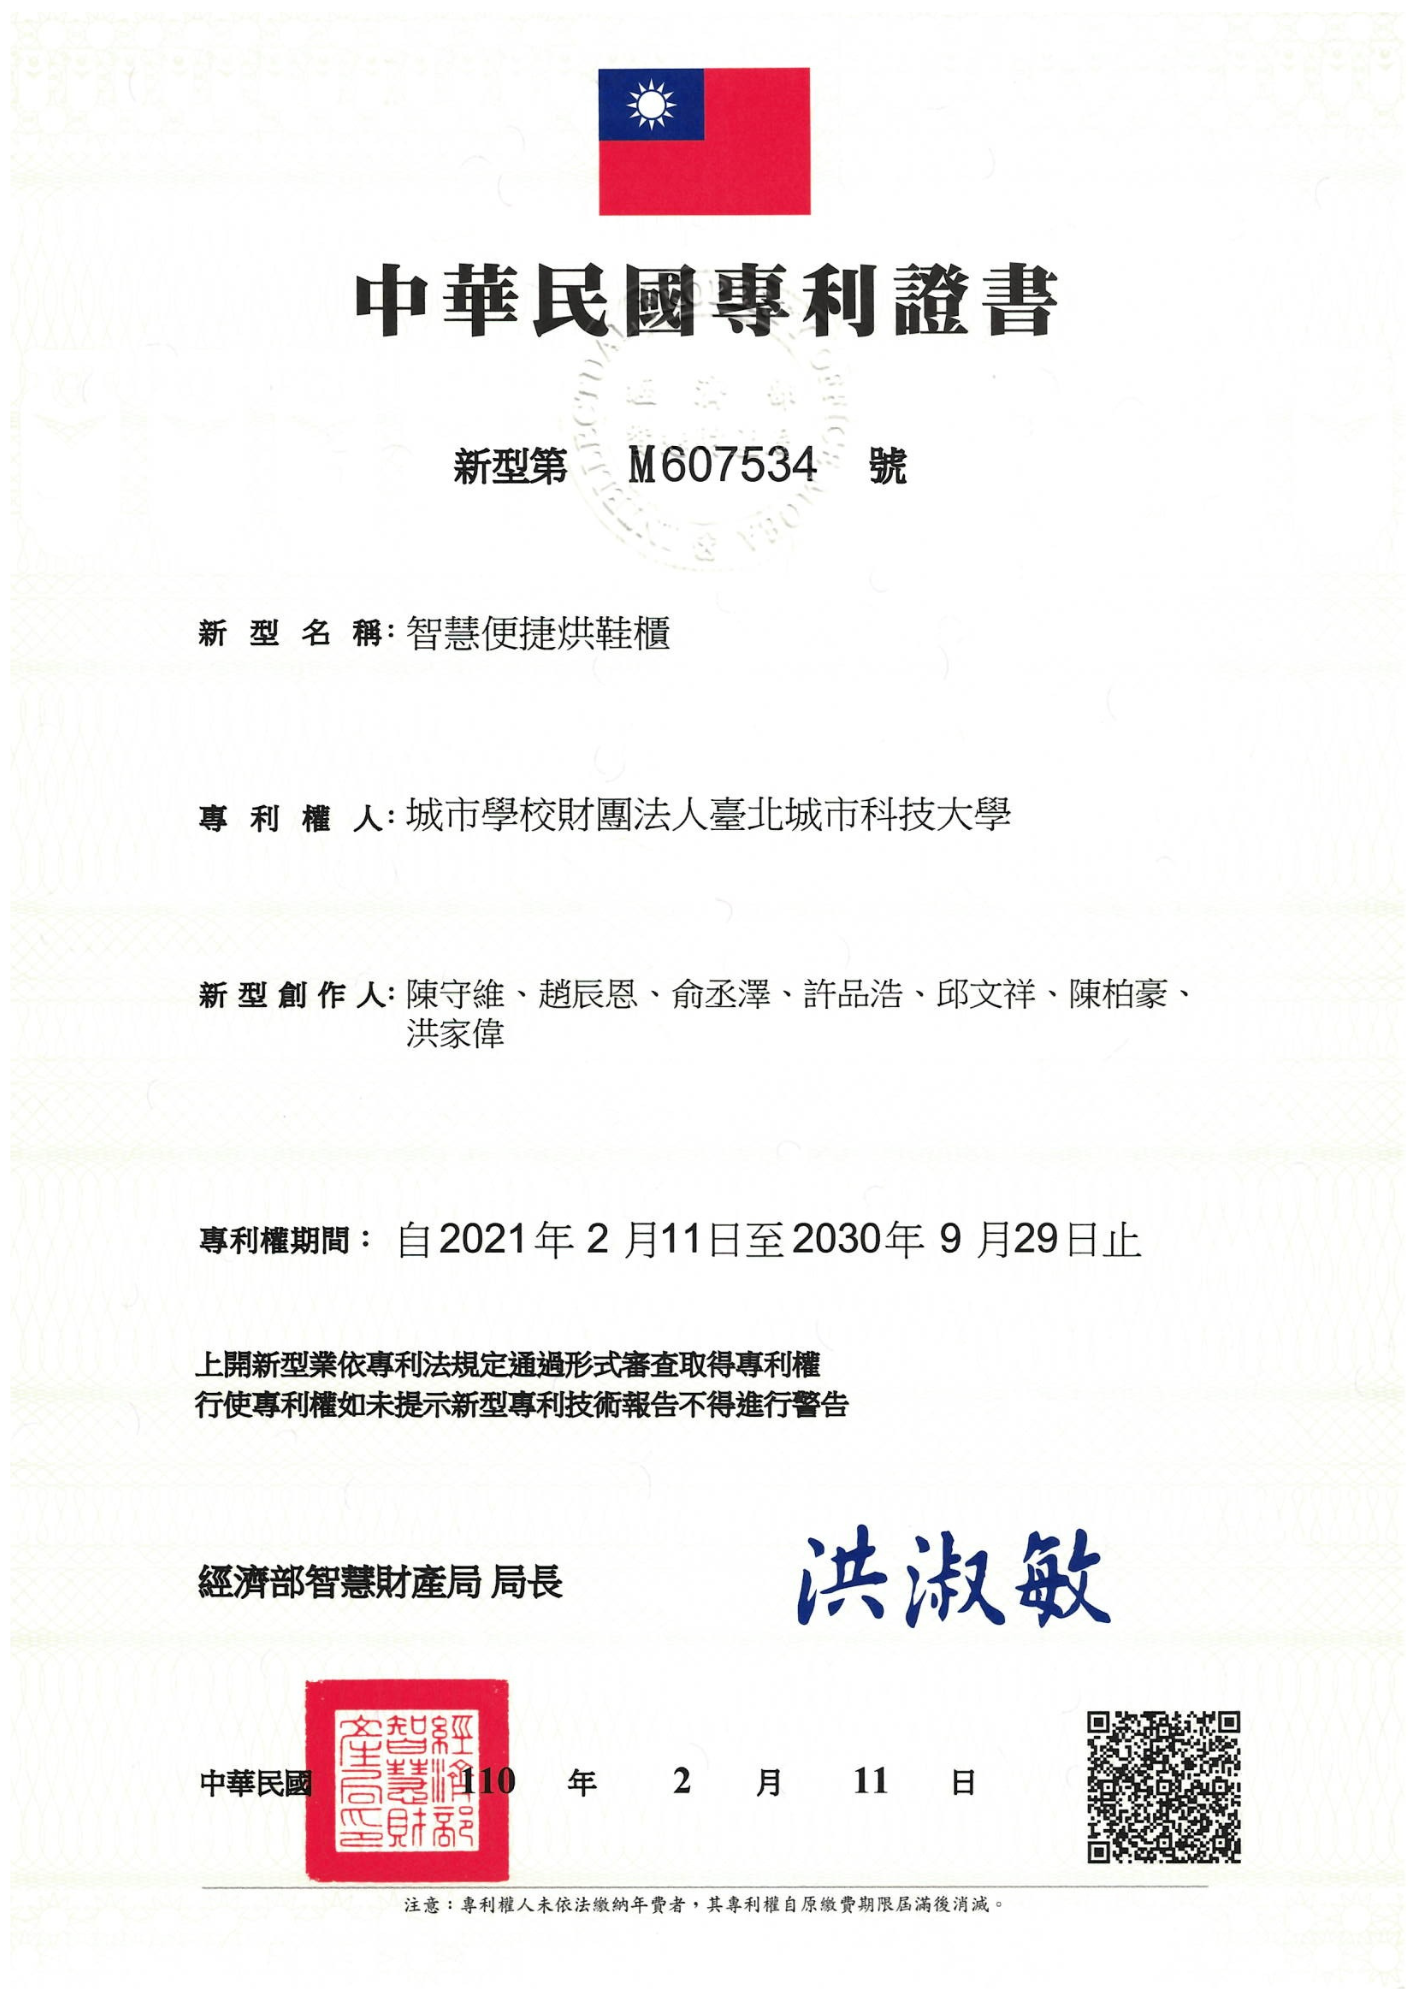 中華民國專利證書
新型第 M607534 號
新型名稱：智慧便捷烘鞋櫃
專利權人：城市學校財團法人臺北城市科技大學
新型創作人：陳守維、趙辰恩、俞丞澤、許品浩、邱文祥、陳柏豪、
洪家偉
專利權期間： 自2021年 2 月11日至2030年 9 月29日止
上開新型業依專利法規定通過形式審查取得專利權
行使專利權如未提示新型專利技術報告不得進行警告
經濟部智慧財產局 局長 洪淑敏
經濟部智慧財產局印
中華民國 110 年 2 月 11 日
注意：專利權人未依法繳納年費者，其專利權自原繳費期限屆滿後消滅。